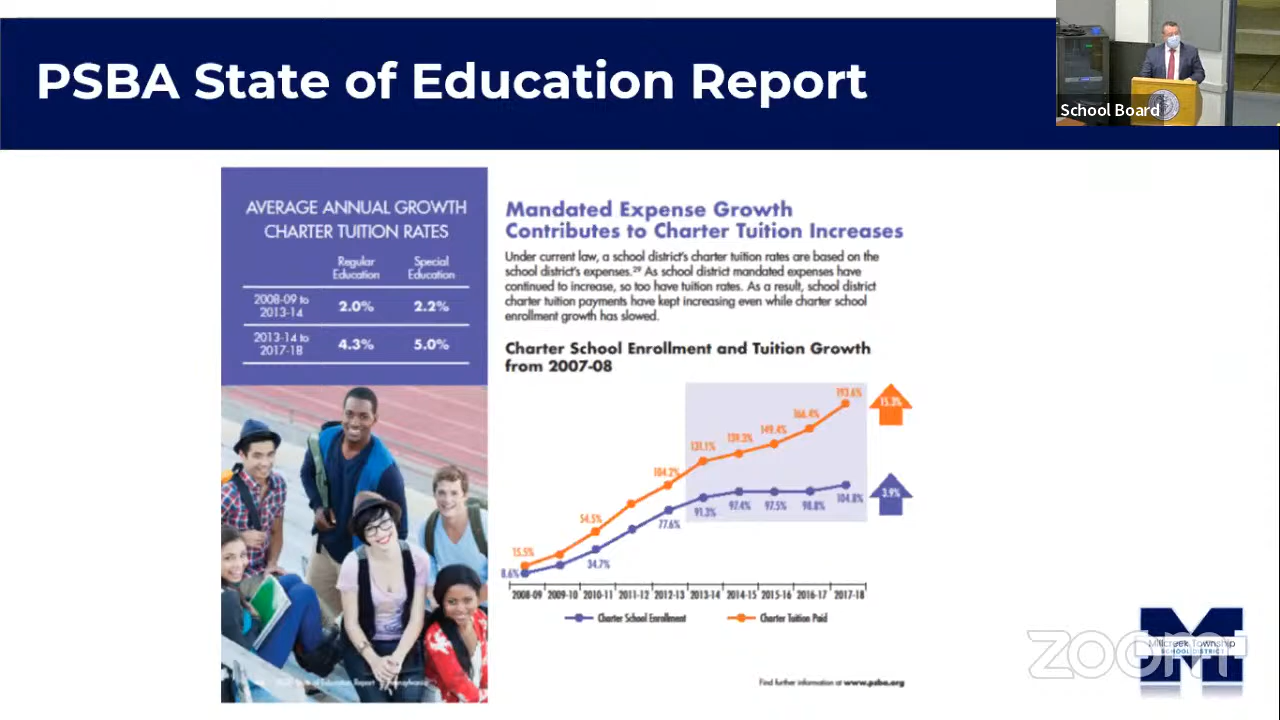 PSBA State of Education Report
School Board
AVERAGE ANNUAL GROWTH
CHARTER TUITION RATES
Regular Education
Special Education
2008-09 to 2013-14
2.0%
2.2%
2013-14 to 2017-18
4.3%
5.0%
State of Education Report
Mandated Expense Growth
Contributes to Charter Tuition Increases
Under current law, a school district's charter tuition rates are based on the
school district's expenses.²⁹ As school district mandated expenses have
continued to increase, so too have tuition rates. As a result, school district
charter tuition payments have kept increasing even while charter school
enrollment growth has slowed.
Charter School Enrollment and Tuition Growth
from 2007-08
193.6%
166.4%
149.4%
139.3%
131.1%
104.2%
54.5%
15.5%
15.3%
8.6%
34.7%
77.6%
91.3%
97.4%
97.5%
98.8%
104.8%
3.9%
2008-09 2009-10 2010-11 2011-12 2012-13 2013-14 2014-15 2015-16 2016-17 2017-18
Charter School Enrollment
Charter Tuition Paid
Find further information at www.psba.org
zoom
M
Millcreek Township
SCHOOL DISTRICT